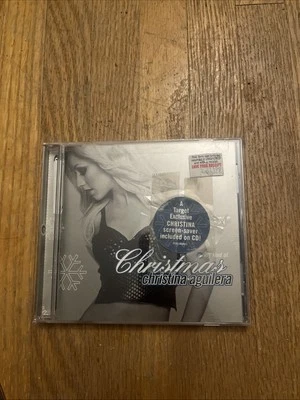 A
Target
Exclusive
CHRISTINA
screen saver
included on CD!
Christmas
christina aguilera